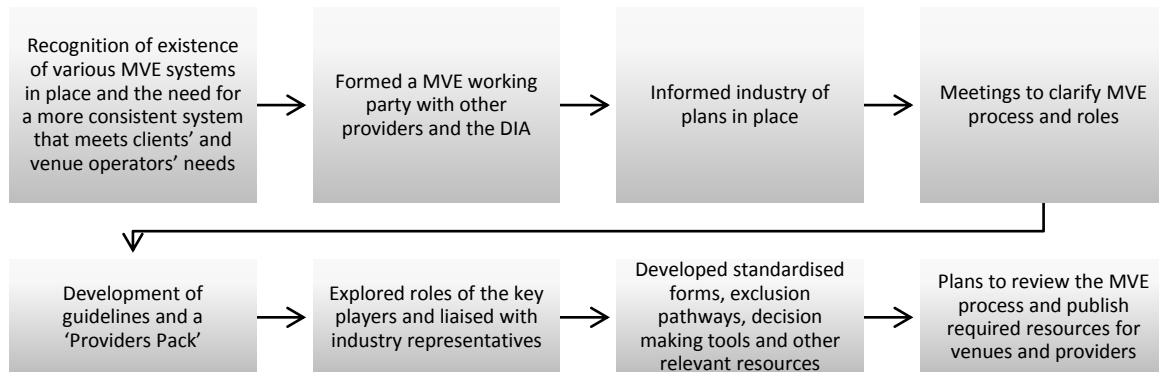 Recognition of existence
of various MVE systems
in place and the need for
a more consistent system
that meets clients’ and
venue operators’ needs
Formed a MVE working
party with other
providers and the DIA
Informed industry of
plans in place
Meetings to clarify MVE
process and roles
Development of
guidelines and a
‘Providers Pack’
Explored roles of the key
players and liaised with
industry representatives
Developed standardised
forms, exclusion
pathways, decision
making tools and other
relevant resources
Plans to review the MVE
process and publish
required resources for
venues and providers